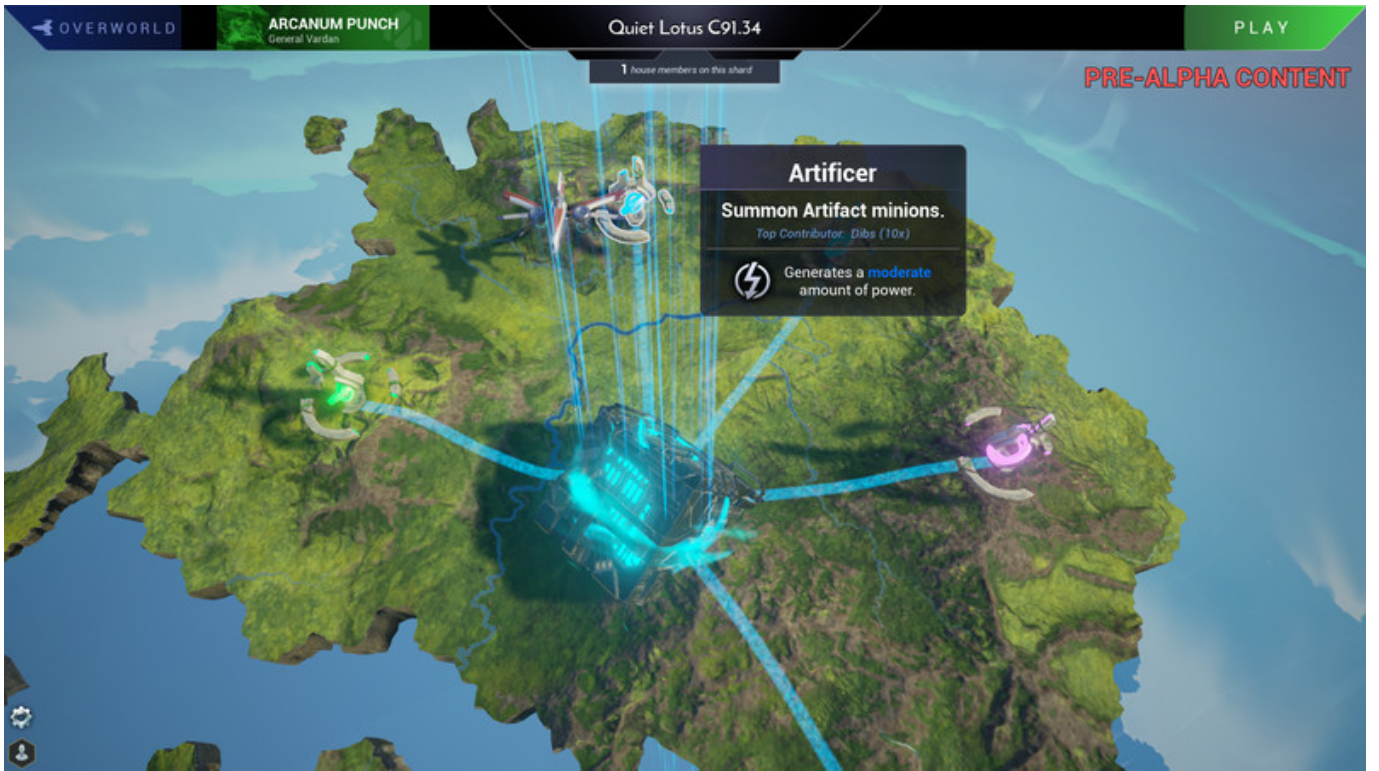 OVERWORLD
ARCANUM PUNCH
General Vardan
Quiet Lotus C91.34
PLAY
1 house members on this shard
PRE-ALPHA CONTENT
Artificer
Summon Artifact minions.
Top Contributor: Dibs (10x)
Generates a moderate
amount of power.